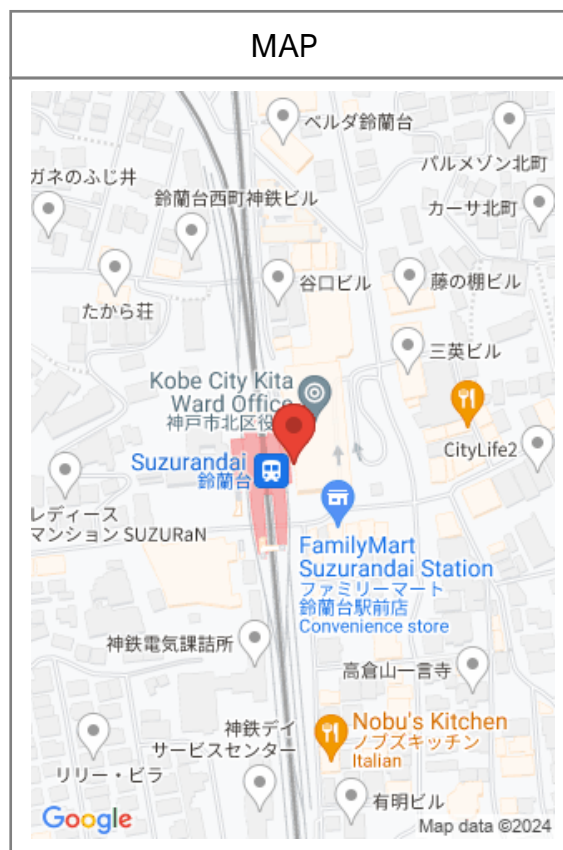 MAP
ベルダ鈴蘭台
パルメゾン北町
ガネのふじ井
鈴蘭台西町神鉄ビル
カーサ北町
谷口ビル
藤の棚ビル
たから荘
三英ビル
Kobe City Kita
Ward Office
神戸市北区役
CityLife2
Suzurandai
鈴蘭台
レディース
マンション SUZURaN
FamilyMart
Suzurandai Station
ファミリーマート
鈴蘭台駅前店
Convenience store
神鉄電気課詰所
高倉山一言寺
神鉄デイ
サービスセンター
Nobu's Kitchen
ノブズキッチン
Italian
リリー・ビラ
有明ビル
Google
Map data ©2024